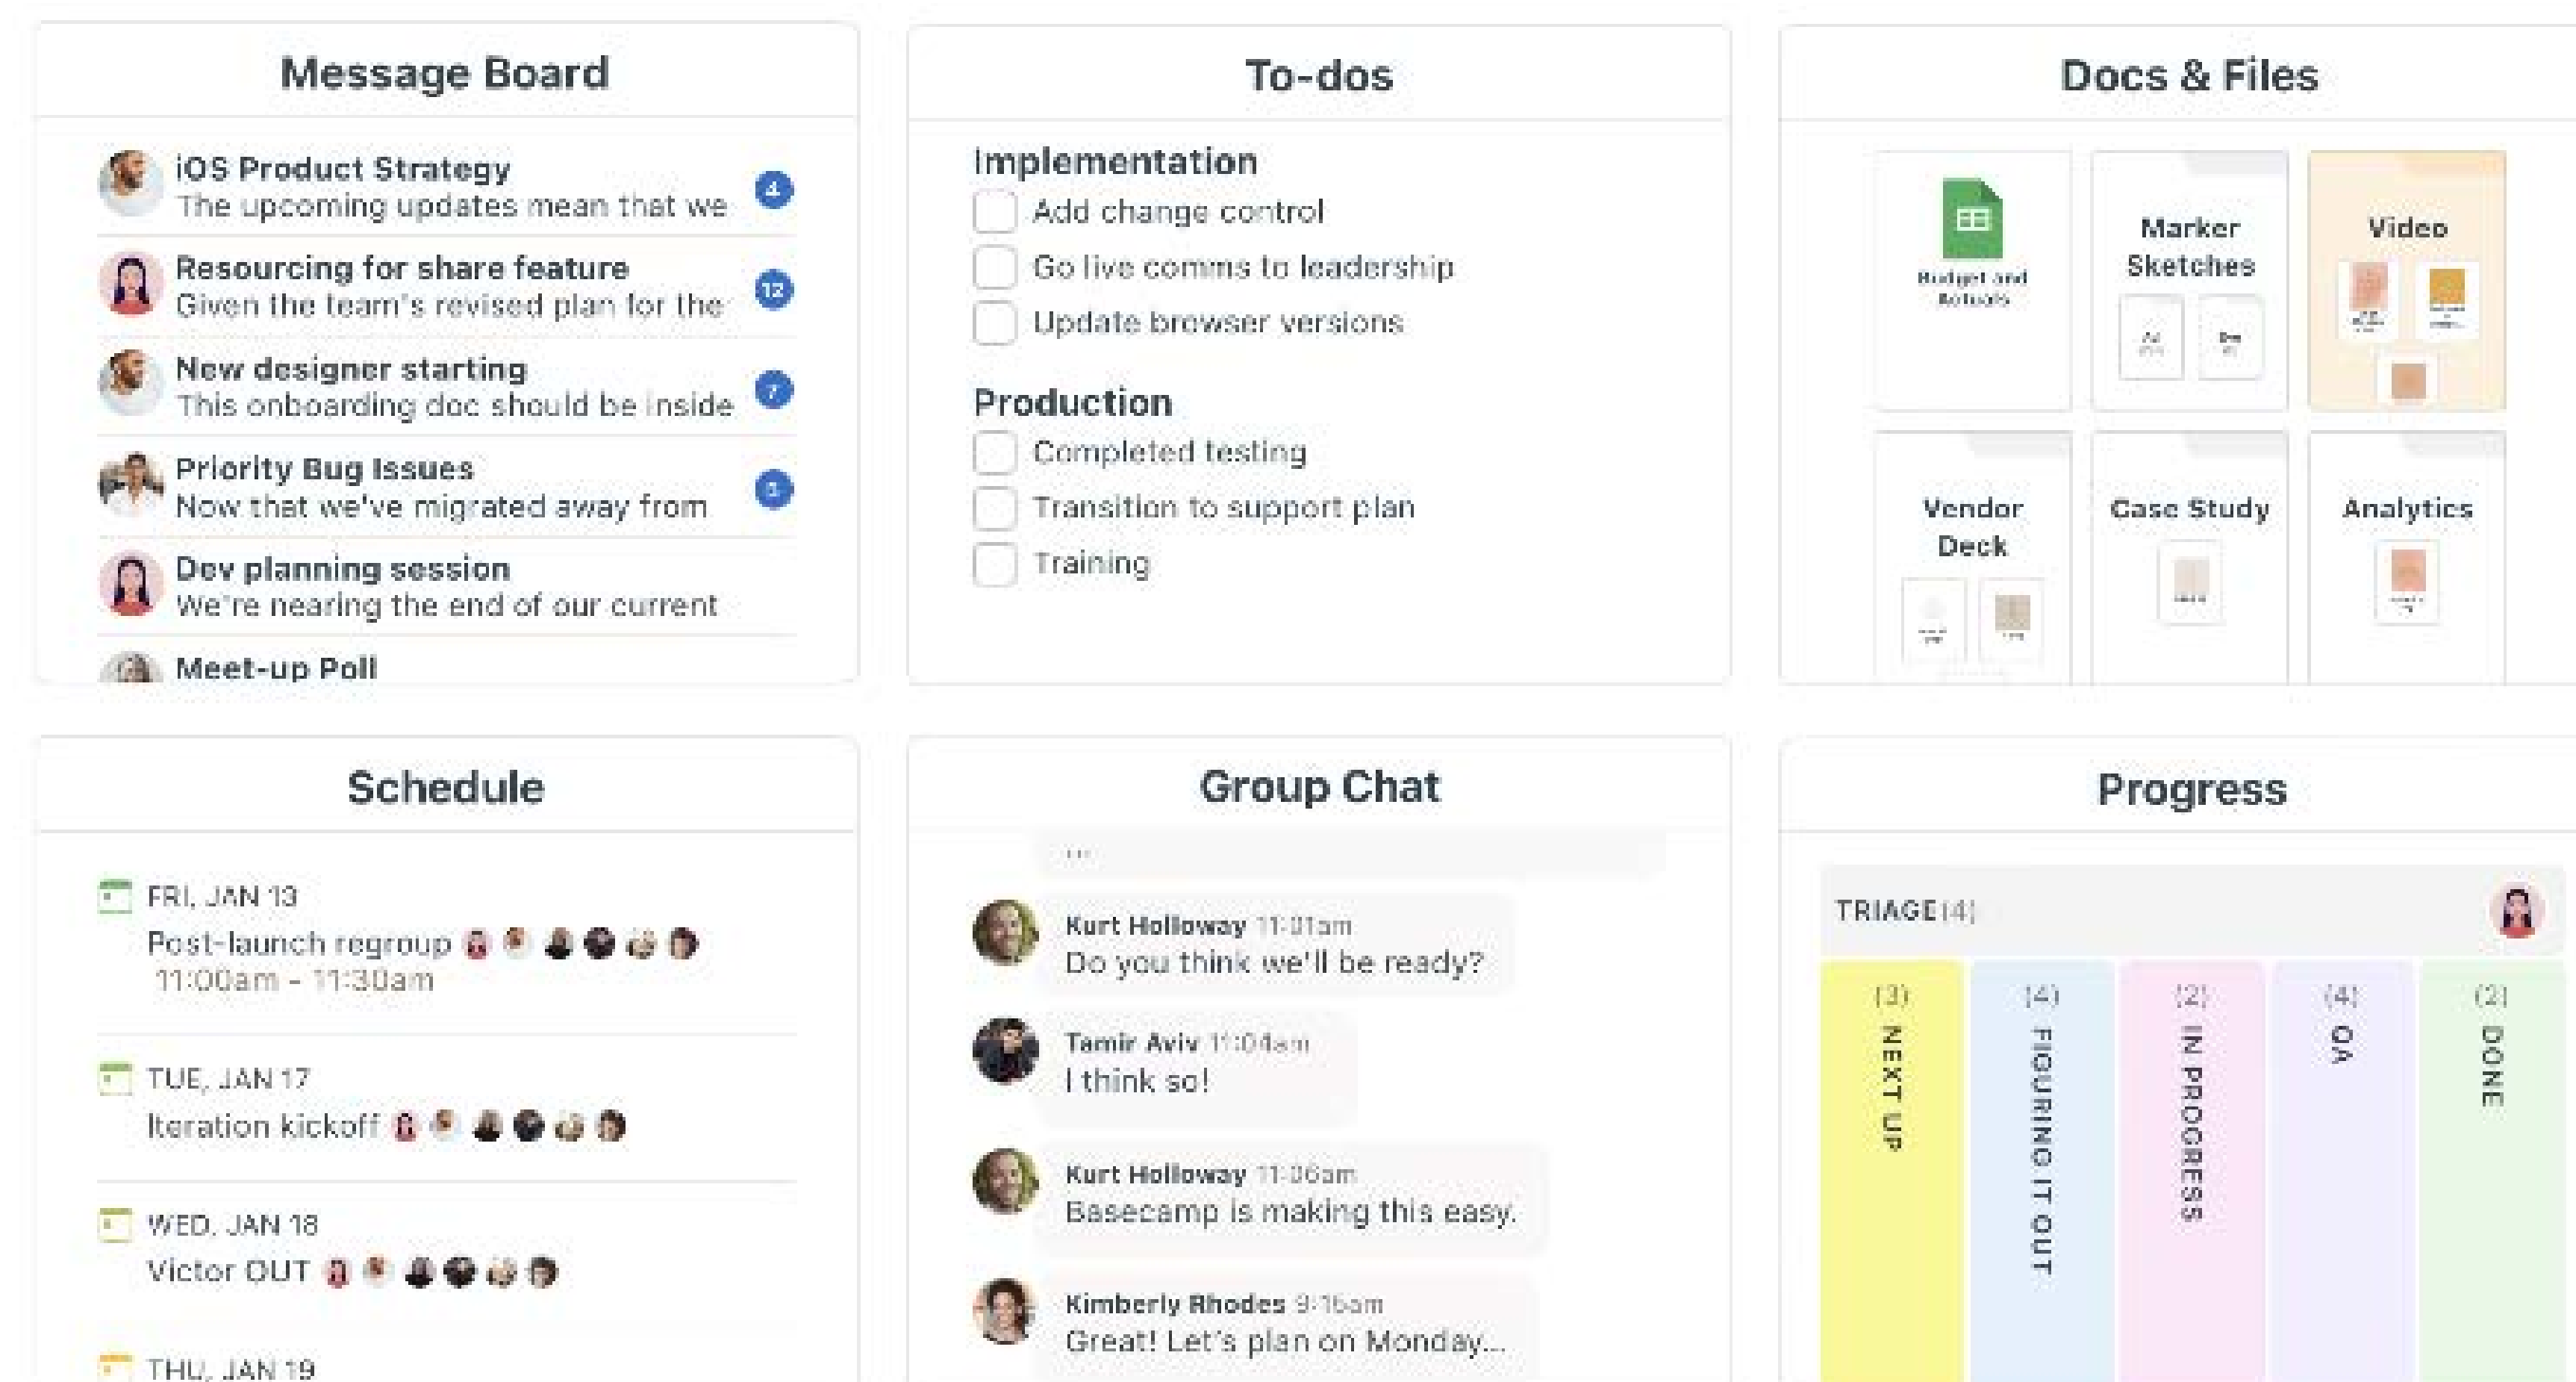 Message Board
iOS Product Strategy
The upcoming updates mean that we
4
Resourcing for share feature
Given the team's revised plan for the
12
New designer starting
This onboarding doc should be inside
7
Priority Bug Issues
Now that we've migrated away from
Dev planning session
We're nearing the end of our current
Meet-up Poll
To-dos
Implementation
Add change control
Go live comms to leadership
Update browser versions
Production
Completed testing
Transition to support plan
Training
Docs & Files
Budget and
Actuals
Marker
Sketches
Video
Vendor
Deck
Case Study
Analytics
Schedule
FRI, JAN 13
Post-launch regroup
11:00am - 11:30am
TUE, JAN 17
Iteration kickoff
WED, JAN 18
Victor OUT
THU, JAN 19
Group Chat
...
Kurt Holloway 11:01am
Do you think we'll be ready?
Tamir Aviv 11:04am
I think so!
Kurt Holloway 11:06am
Basecamp is making this easy.
Kimberly Rhodes 9:15am
Great! Let's plan on Monday...
Progress
TRIAGE(4)
(3) NEXT UP
(4) FIGURING IT OUT
(2) IN PROGRESS
(4) QA
(2) DONE